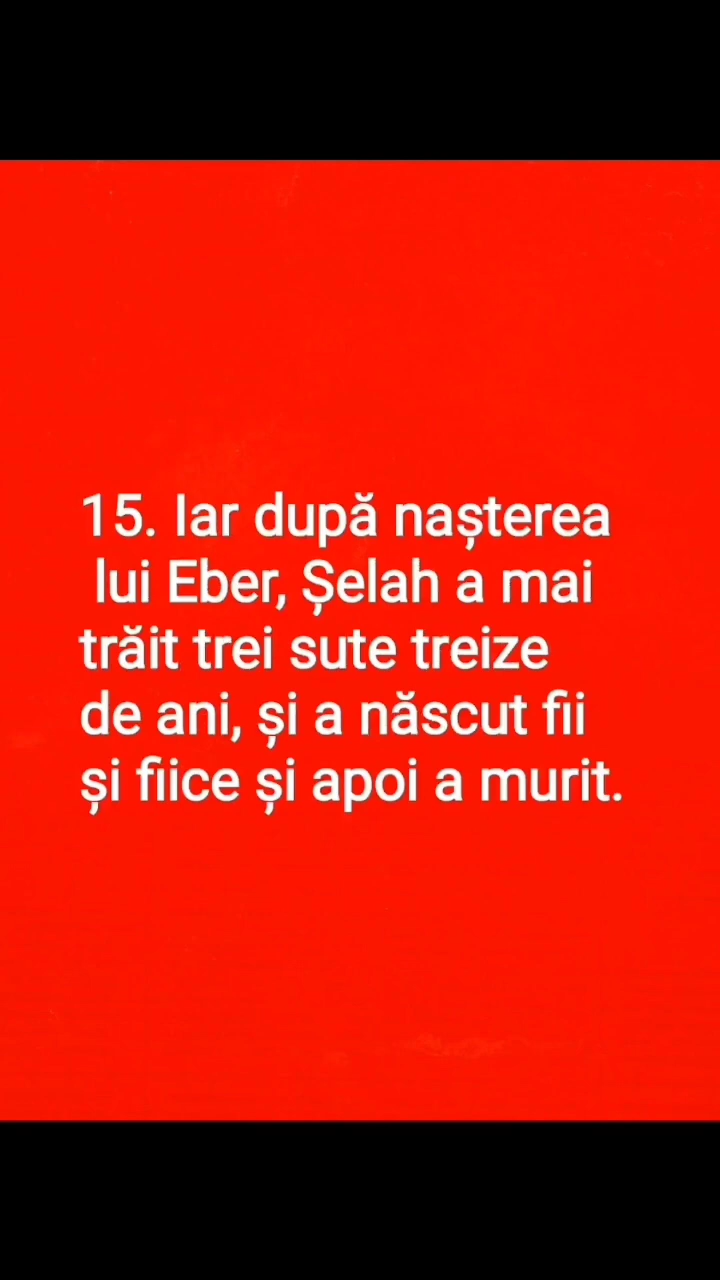 15. Iar după nașterea
lui Eber, Șelah a mai
trăit trei sute treize
de ani, și a născut fii
și fiice și apoi a murit.